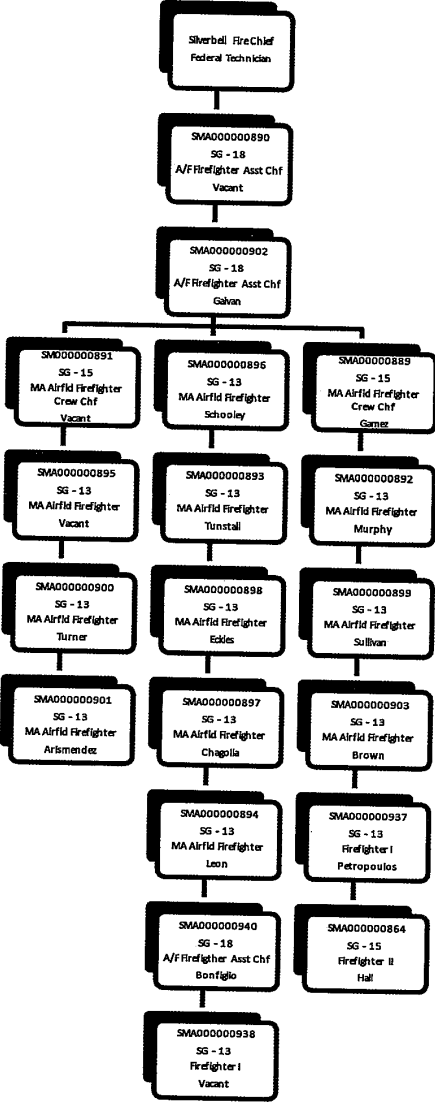 Silverbell Fire Chief
Federal Technician
SMA000000890
SG - 18
A/F Firefighter Asst Chf
Vacant
SMA000000902
SG - 18
A/F Firefighter Asst Chf
Galvan
SM000000891
SG - 15
MA Airfld Firefighter
Crew Chf
Vacant
SMA000000895
SG - 13
MA Airfld Firefighter
Vacant
SMA000000900
SG - 13
MA Airfld Firefighter
Turner
SMA000000901
SG - 13
MA Airfld Firefighter
Arismendez
SMA000000896
SG - 13
MA Airfld Firefighter
Schooley
SMA000000893
SG - 13
MA Airfld Firefighter
Tunstall
SMA000000898
SG - 13
MA Airfld Firefighter
Eckles
SMA000000897
SG - 13
MA Airfld Firefighter
Chagolla
SMA000000894
SG - 13
MA Airfld Firefighter
Leon
SMA000000940
SG - 18
A/F Firefigther Asst Chf
Bonfiglio
SMA000000938
SG - 13
Firefighter I
Vacant
SMA00000889
SG - 15
MA Airfld Firefighter
Crew Chf
Gamez
SMA000000892
SG - 13
MA Airfld Firefighter
Murphy
SMA000000899
SG - 13
MA Airfld Firefighter
Sullivan
SMA000000903
SG - 13
MA Airfld Firefighter
Brown
SMA000000937
SG - 13
Firefighter I
Petropoulos
SMA000000864
SG - 15
Firefighter II
Hall